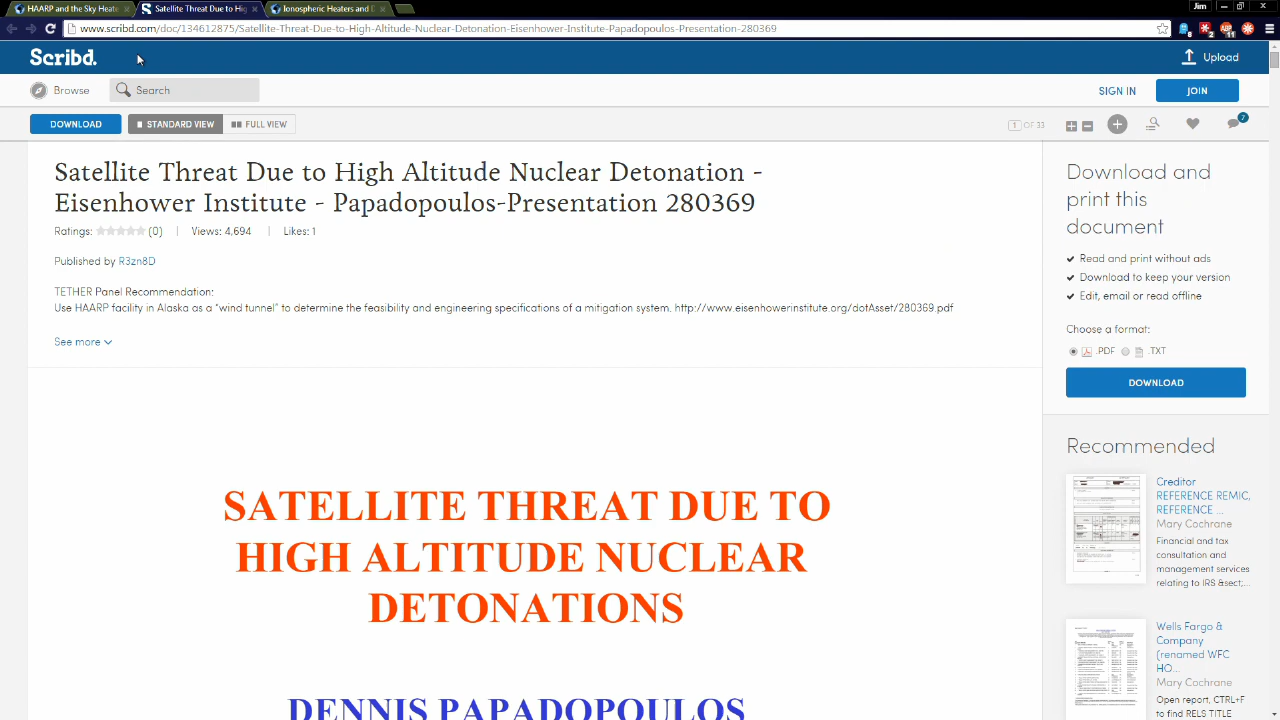 HAARP and the Sky Heate
Satellite Threat Due to Hig
Ionospheric Heaters and D
Jim
www.scribd.com/doc/134612875/Satellite-Threat-Due-to-High-Altitude-Nuclear-Detonation-Eisenhower-Institute-Papadopoulos-Presentation-280369
Scribd.
Upload
Browse
Search
SIGN IN
JOIN
DOWNLOAD
STANDARD VIEW
FULL VIEW
1 OF 33
7
Satellite Threat Due to High Altitude Nuclear Detonation -
Eisenhower Institute - Papadopoulos-Presentation 280369
Ratings: (0) | Views: 4,694 | Likes: 1
Published by R3zn8D
TETHER Panel Recommendation:
Use HAARP facility in Alaska as a “wind tunnel” to determine the feasibility and engineering specifications of a mitigation system. http://www.eisenhowerinstitute.org/dotAsset/280369.pdf
See more
SATELLITE THREAT DUE TO
HIGH ALTITUDE NUCLEAR
DETONATIONS
DENNIS PAPADOPOULOS
Download and
print this
document
Read and print without ads
Download to keep your version
Edit, email or read offline
Choose a format:
.PDF .TXT
DOWNLOAD
Recommended
Creditor
REFERENCE REMIC,
REFERENCE ...
Mary Cochrane
Financial and tax
consultation and
management services
relating to IRS &sect;...
Wells Fargo &
Company
(renamed WFC
H
Mary Cochrane
Open report, CTRL+F
to find BLS TITLE